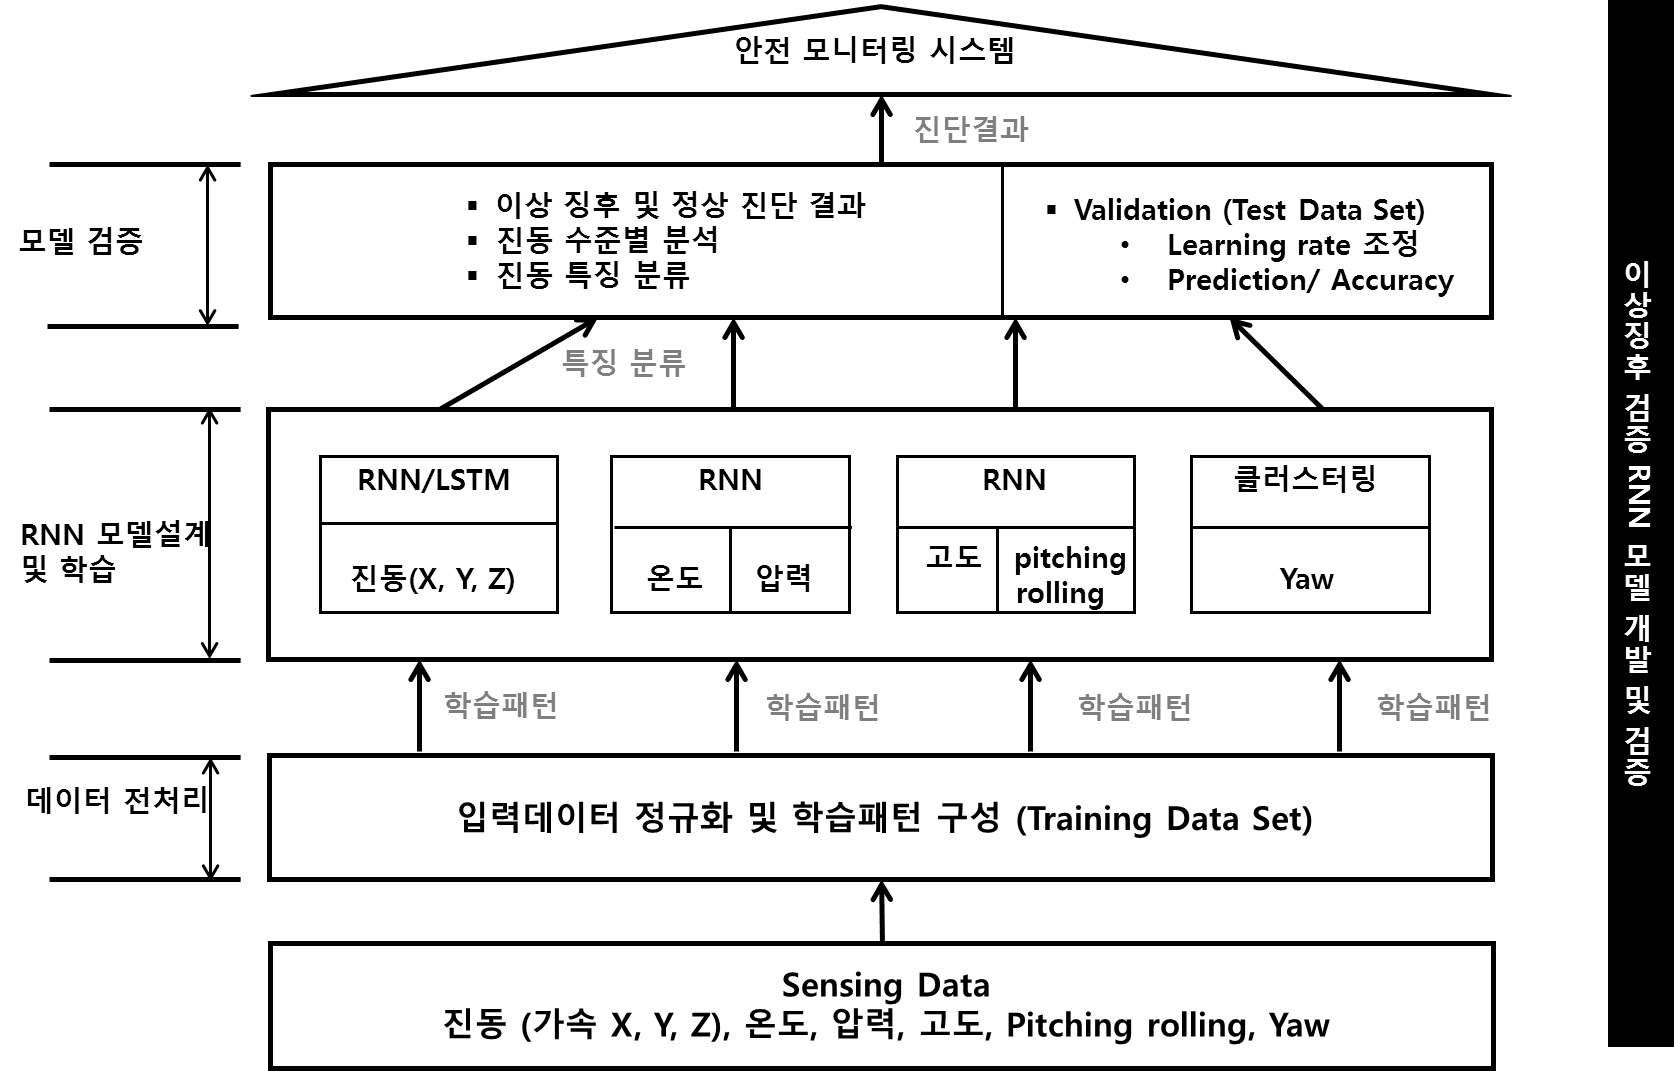 안전 모니터링 시스템
진단결과
모델 검증
▪ 이상 징후 및 정상 진단 결과
▪ 진동 수준별 분석
▪ 진동 특징 분류
▪ Validation (Test Data Set)
• Learning rate 조정
• Prediction/ Accuracy
특징 분류
RNN 모델설계
및 학습
RNN/LSTM
진동(X, Y, Z)
RNN
온도
압력
RNN
고도
pitching
rolling
클러스터링
Yaw
학습패턴
학습패턴
학습패턴
학습패턴
데이터 전처리
입력데이터 정규화 및 학습패턴 구성 (Training Data Set)
Sensing Data
진동 (가속 X, Y, Z), 온도, 압력, 고도, Pitching rolling, Yaw
이상징후 검증 RNN 모델 개발 및 검증